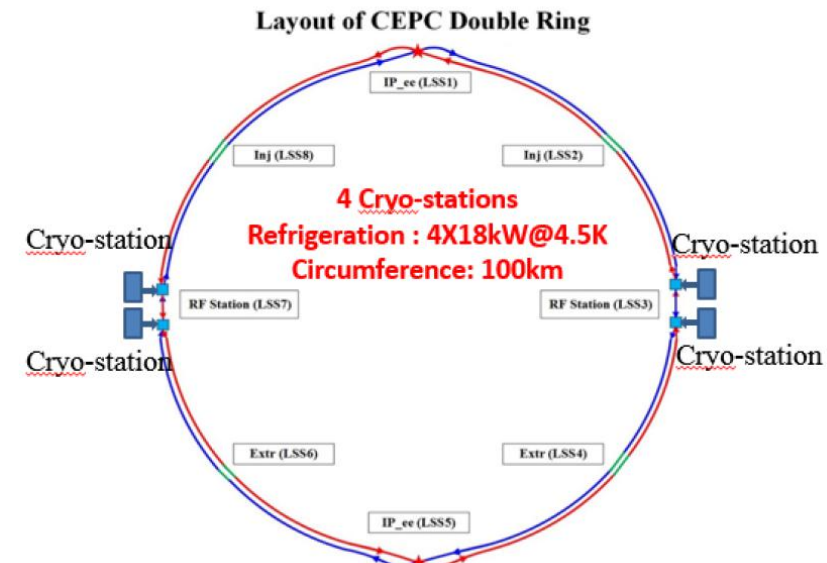 Layout of CEPC Double Ring
IP_ee (LSS1)
Inj (LSS8)
Inj (LSS2)
4 Cryo-stations
Refrigeration : 4X18kW@4.5K
Circumference: 100km
Cryo-station
Cryo-station
RF Station (LSS7)
RF Station (LSS3)
Cryo-station
Cryo-station
Extr (LSS6)
Extr (LSS4)
IP_ee (LSS5)